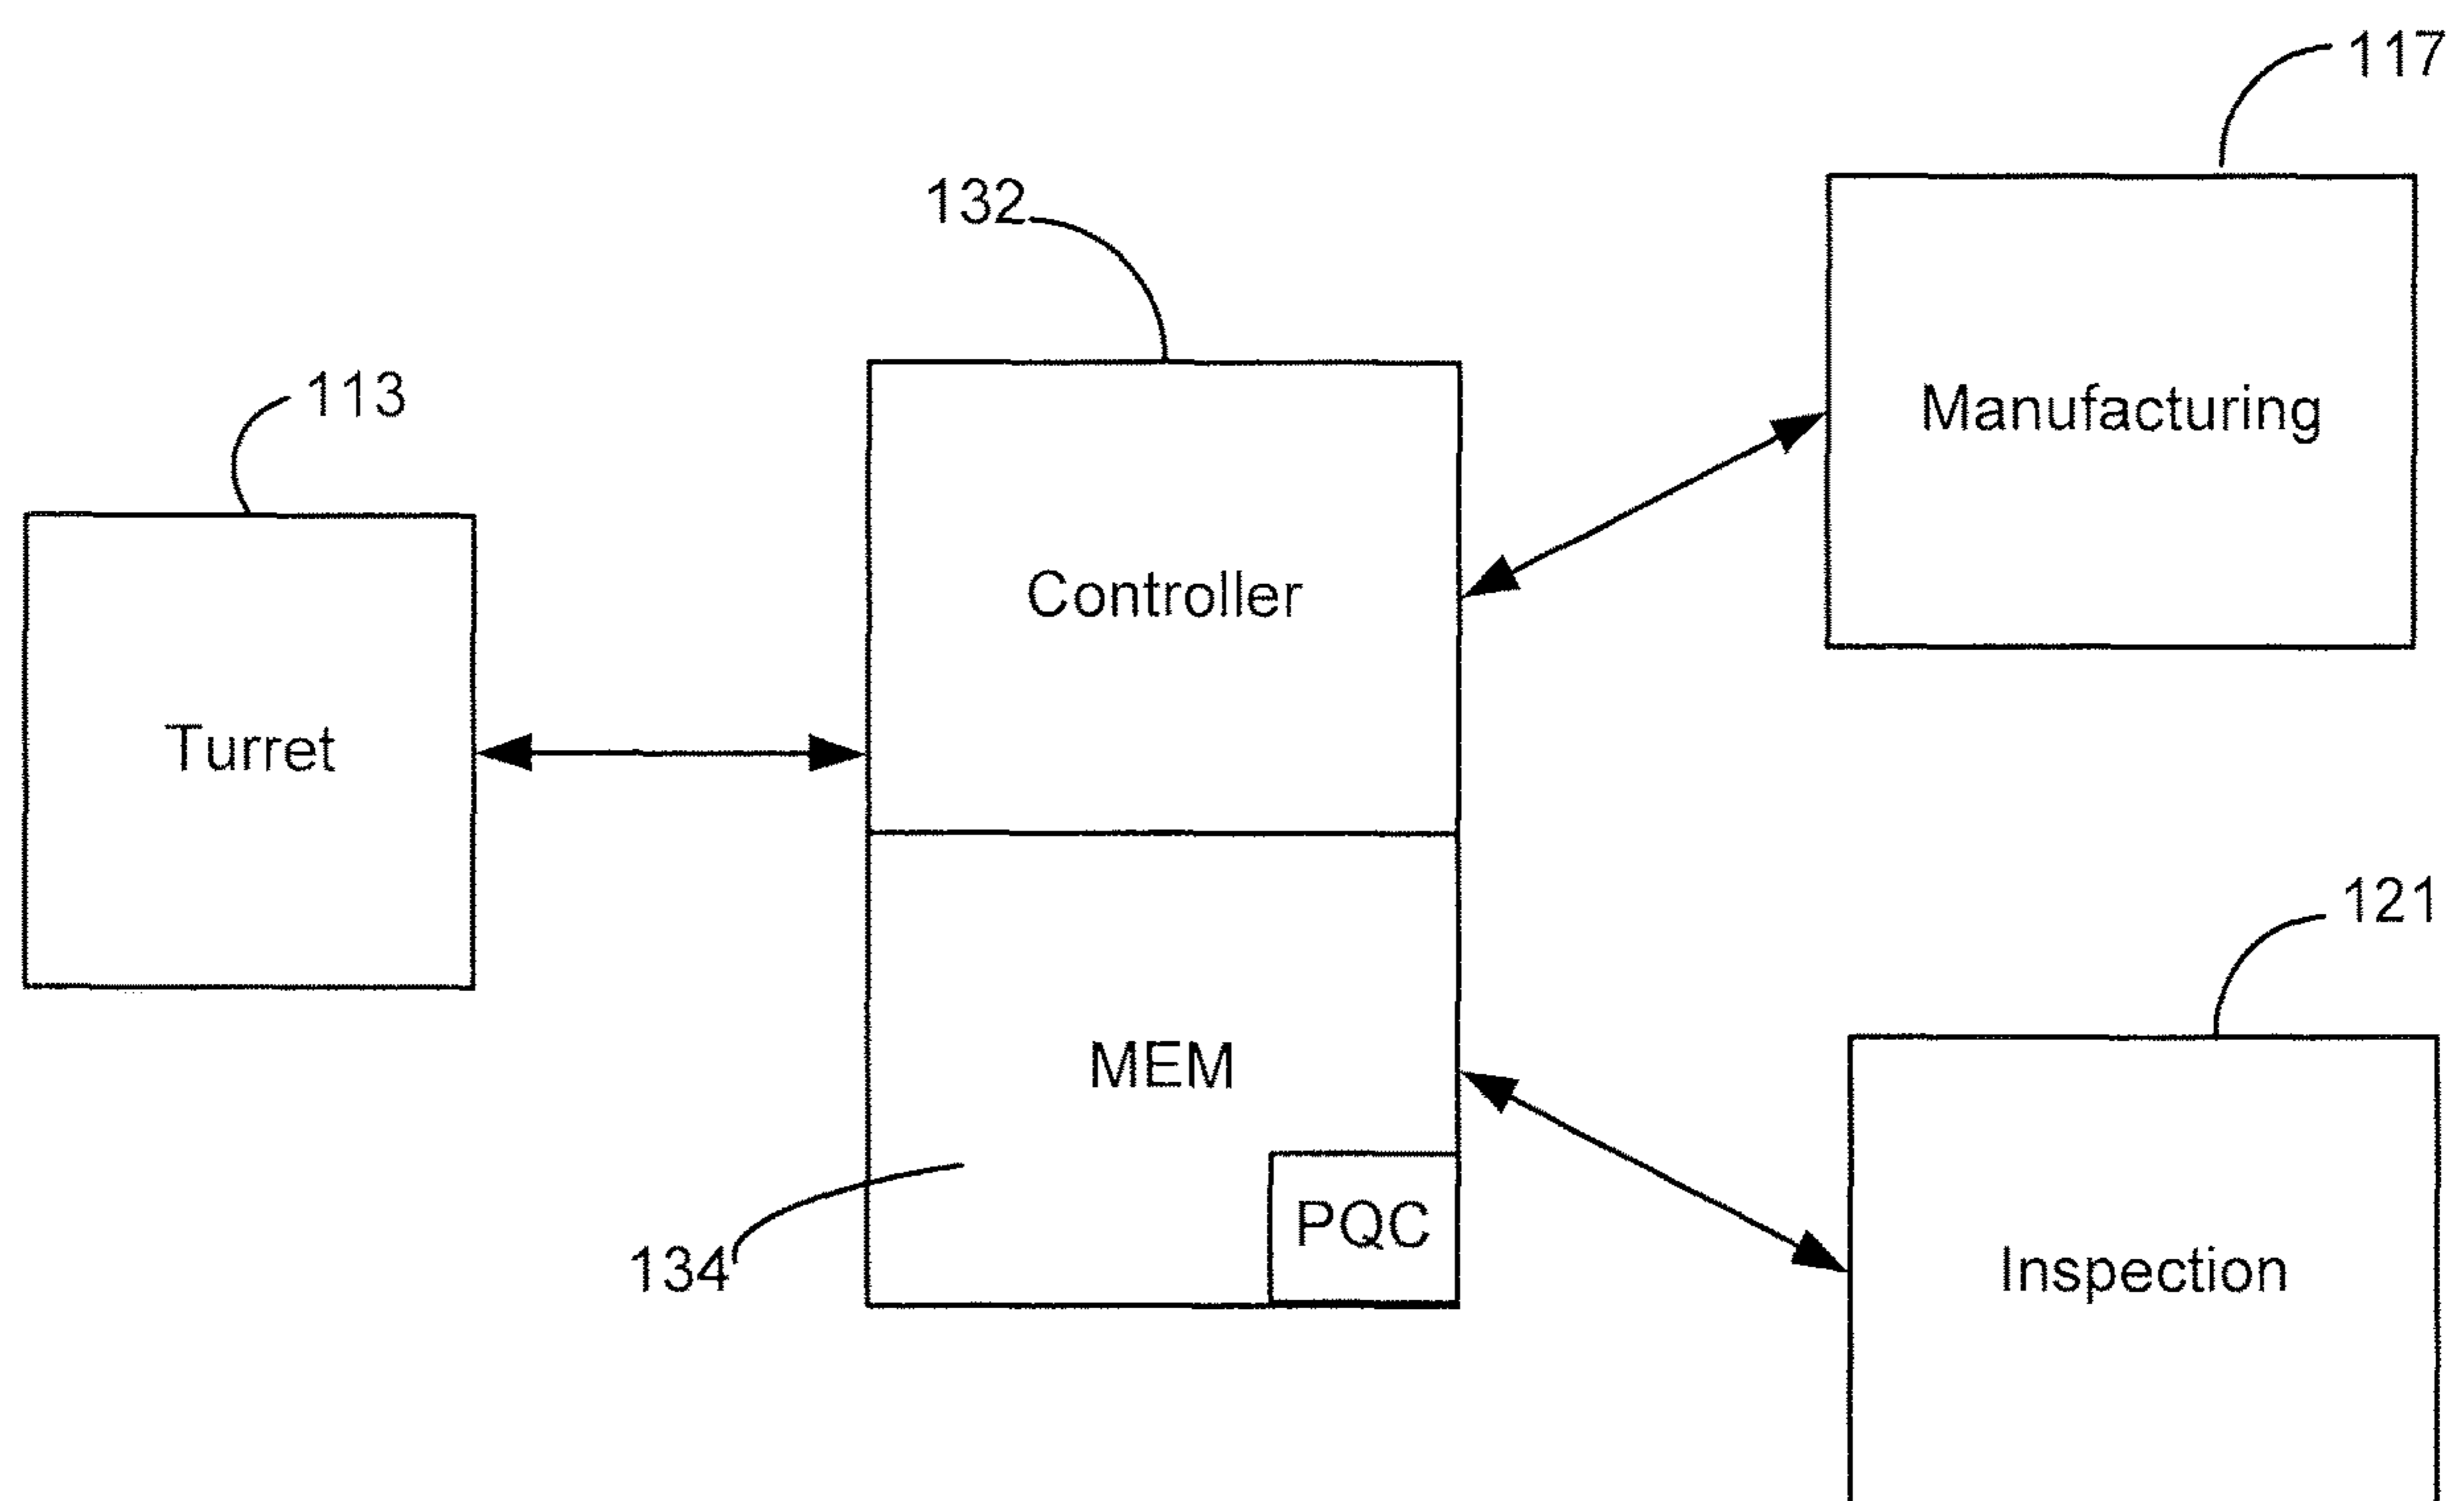 117
132
113
Manufacturing
Controller
Turret
121
MEM
PQC
134
Inspection